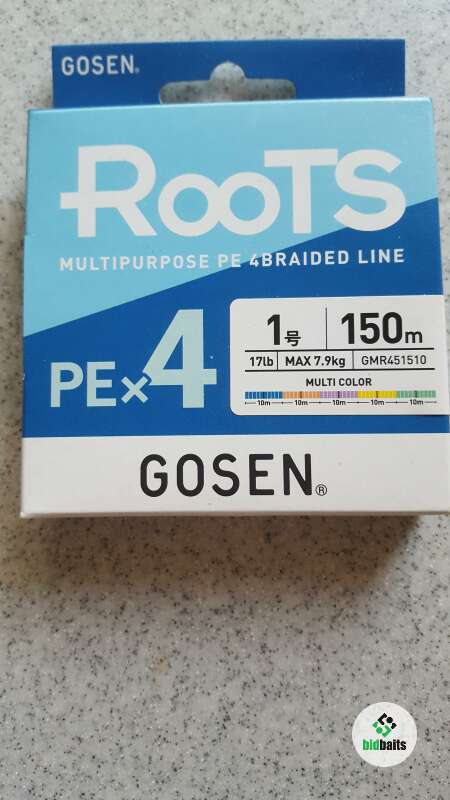 GOSEN®
ROOTS
MULTIPURPOSE PE 4BRAIDED LINE
PE×4
1号 150m
17lb MAX 7.9kg GMR451510
MULTI COLOR
10m 10m 10m 10m 10m
GOSEN®
bidbaits